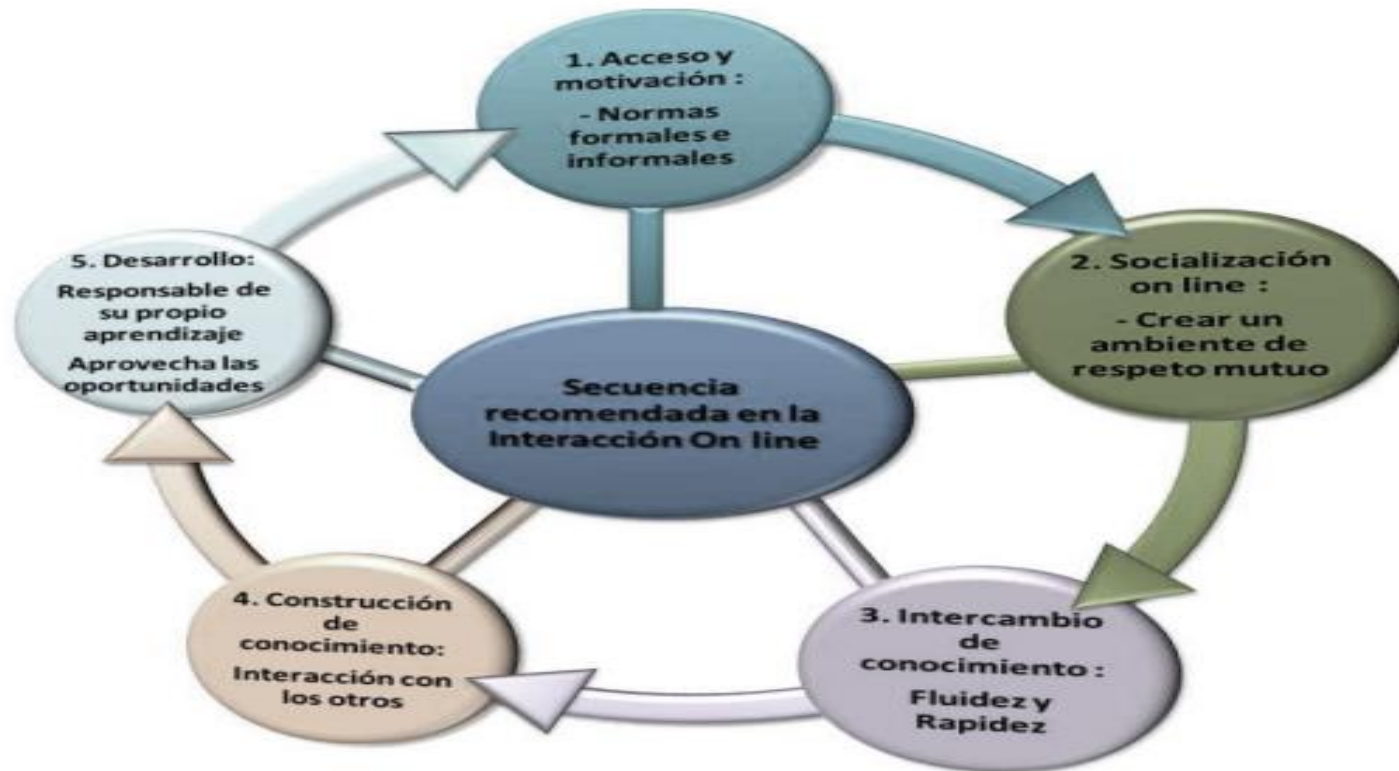 1. Acceso y
motivación :
- Normas
formales e
informales
2. Socialización
on line :
- Crear un
ambiente de
respeto mutuo
3. Intercambio
de
conocimiento :
Fluidez y
Rapidez
4. Construcción
de
conocimiento:
Interacción con
los otros
5. Desarrollo:
Responsable de
su propio
aprendizaje
Aprovecha las
oportunidades
Secuencia
recomendada en la
Interacción On line